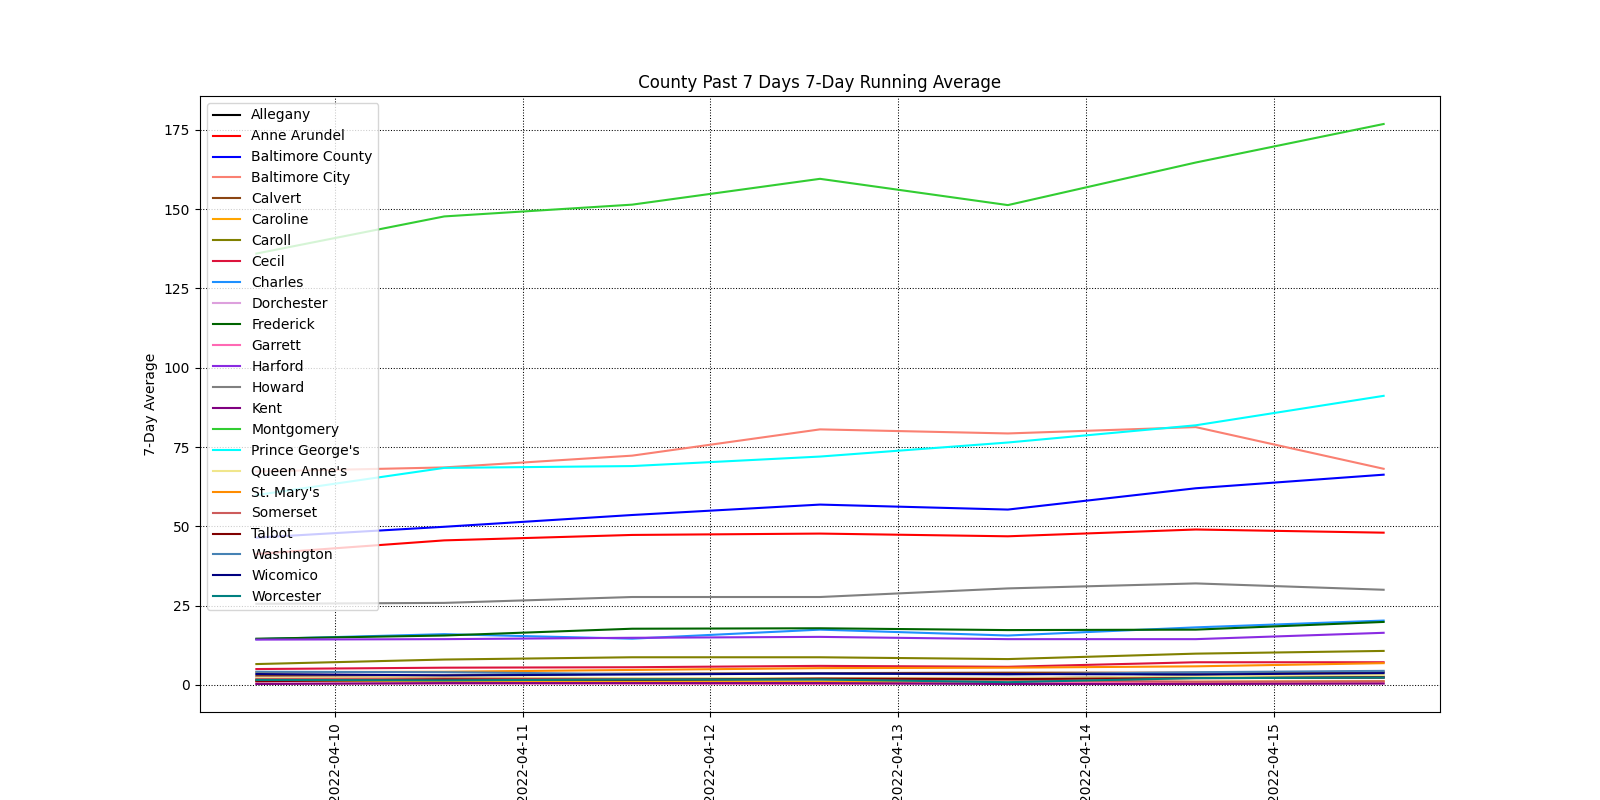 County Past 7 Days 7-Day Running Average
7-Day Average
175
150
125
100
75
50
25
0
Allegany
Anne Arundel
Baltimore County
Baltimore City
Calvert
Caroline
Caroll
Cecil
Charles
Dorchester
Frederick
Garrett
Harford
Howard
Kent
Montgomery
Prince George's
Queen Anne's
St. Mary's
Somerset
Talbot
Washington
Wicomico
Worcester
2022-04-10
2022-04-11
2022-04-12
2022-04-13
2022-04-14
2022-04-15